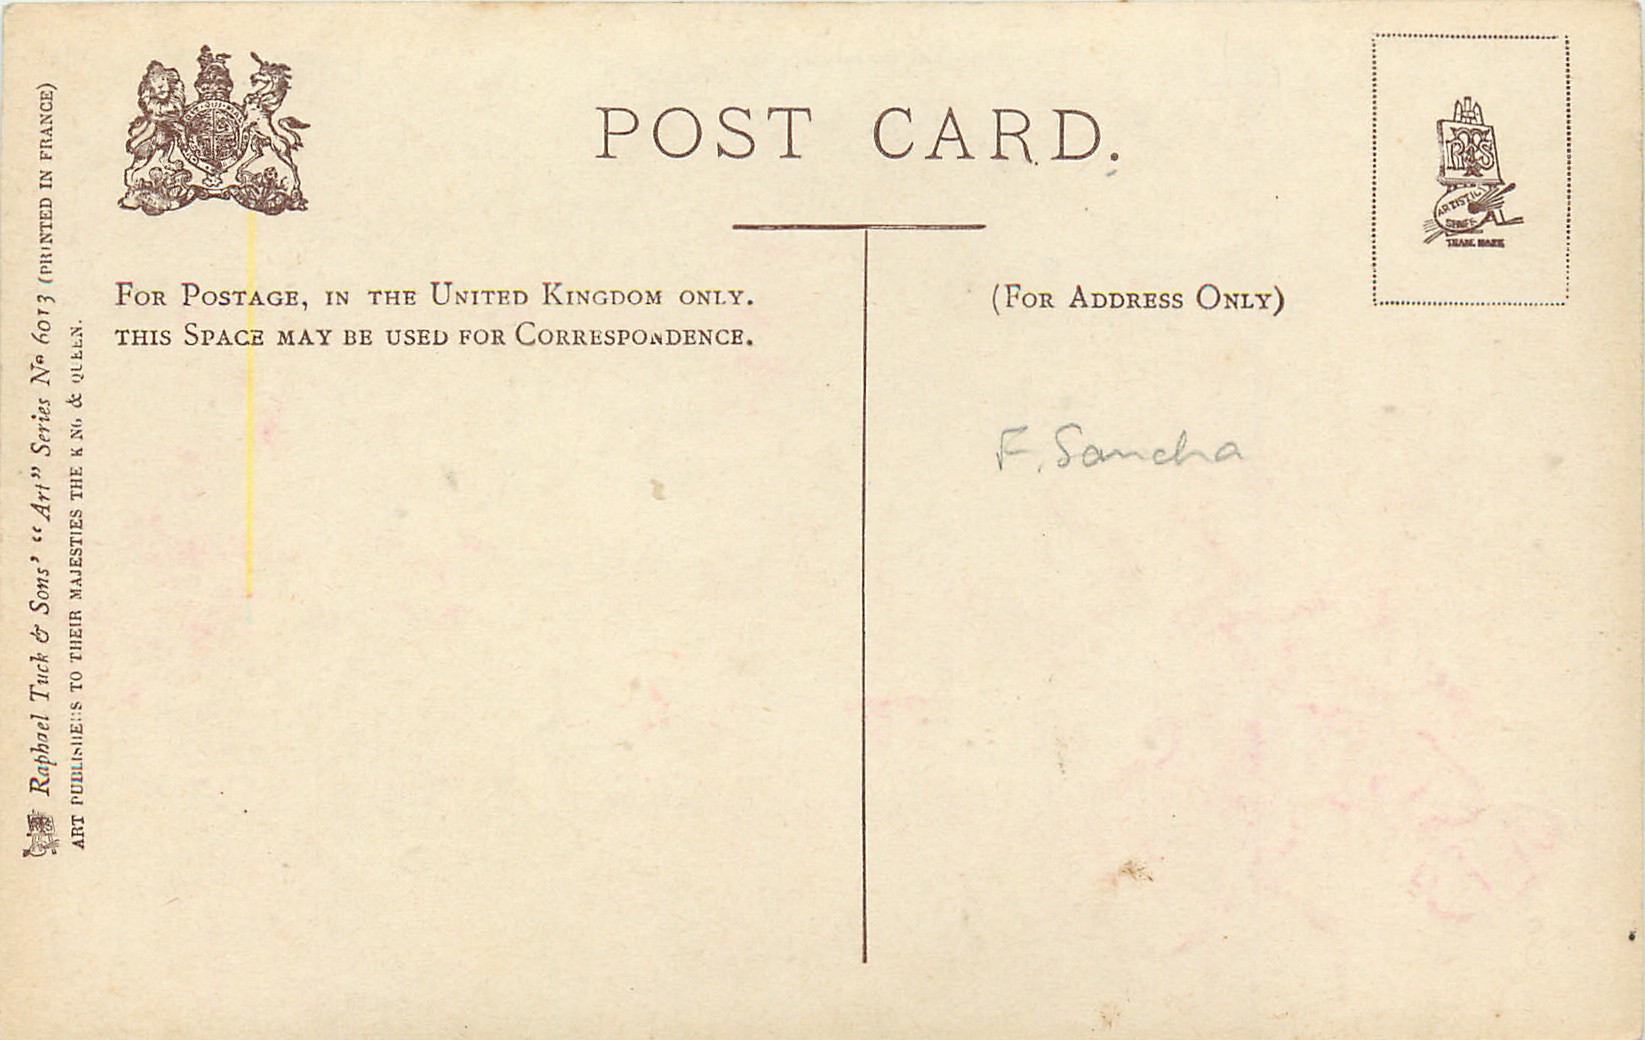 POST CARD.
For Postage, in the United Kingdom only.
this Space may be used for Correspondence.
(For Address Only)
F. Sancha
Raphael Tuck & Sons' “Art” Series Nº 6013 (PRINTED IN FRANCE)
ART PUBLISHERS TO THEIR MAJESTIES THE KING & QUEEN.
RTS
ARTISTIC
SERIES
TRADE MARK